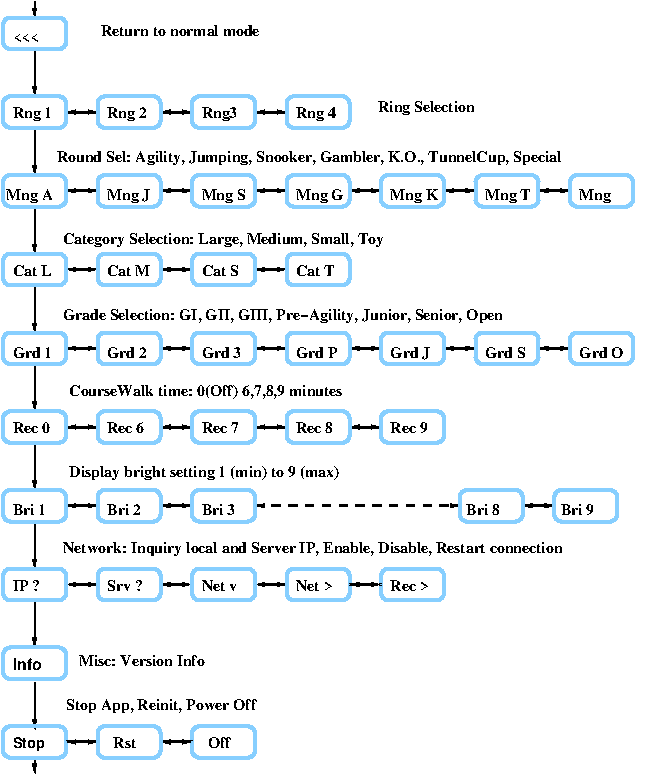 <<< Return to normal mode
Rng 1 Rng 2 Rng3 Rng 4 Ring Selection
Round Sel: Agility, Jumping, Snooker, Gambler, K.O., TunnelCup, Special
Mng A Mng J Mng S Mng G Mng K Mng T Mng
Category Selection: Large, Medium, Small, Toy
Cat L Cat M Cat S Cat T
Grade Selection: GI, GII, GIII, Pre-Agility, Junior, Senior, Open
Grd 1 Grd 2 Grd 3 Grd P Grd J Grd S Grd O
CourseWalk time: 0(Off) 6,7,8,9 minutes
Rec 0 Rec 6 Rec 7 Rec 8 Rec 9
Display bright setting 1 (min) to 9 (max)
Bri 1 Bri 2 Bri 3 Bri 8 Bri 9
Network: Inquiry local and Server IP, Enable, Disable, Restart connection
IP ? Srv ? Net v Net > Rec >
Info Misc: Version Info
Stop App, Reinit, Power Off
Stop Rst Off